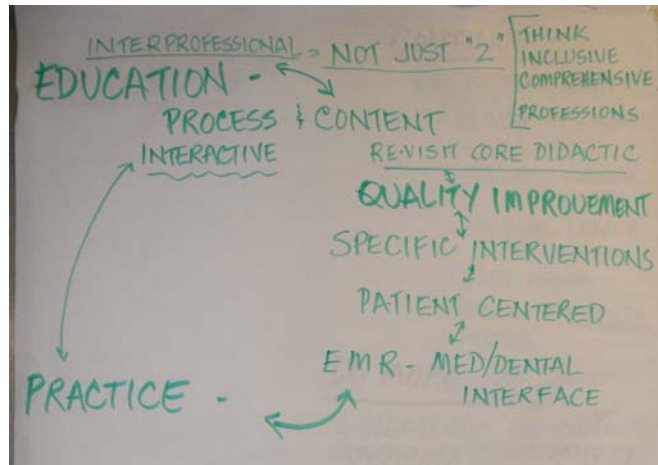 INTERPROFESSIONAL = NOT JUST "2"
[THINK
INCLUSIVE
COMPREHENSIVE
PROFESSIONS
EDUCATION -
PROCESS & CONTENT
INTERACTIVE
RE-VISIT CORE DIDACTIC
QUALITY IMPROVEMENT
SPECIFIC INTERVENTIONS
PATIENT CENTERED
EMR - MED/DENTAL
INTERFACE
PRACTICE -